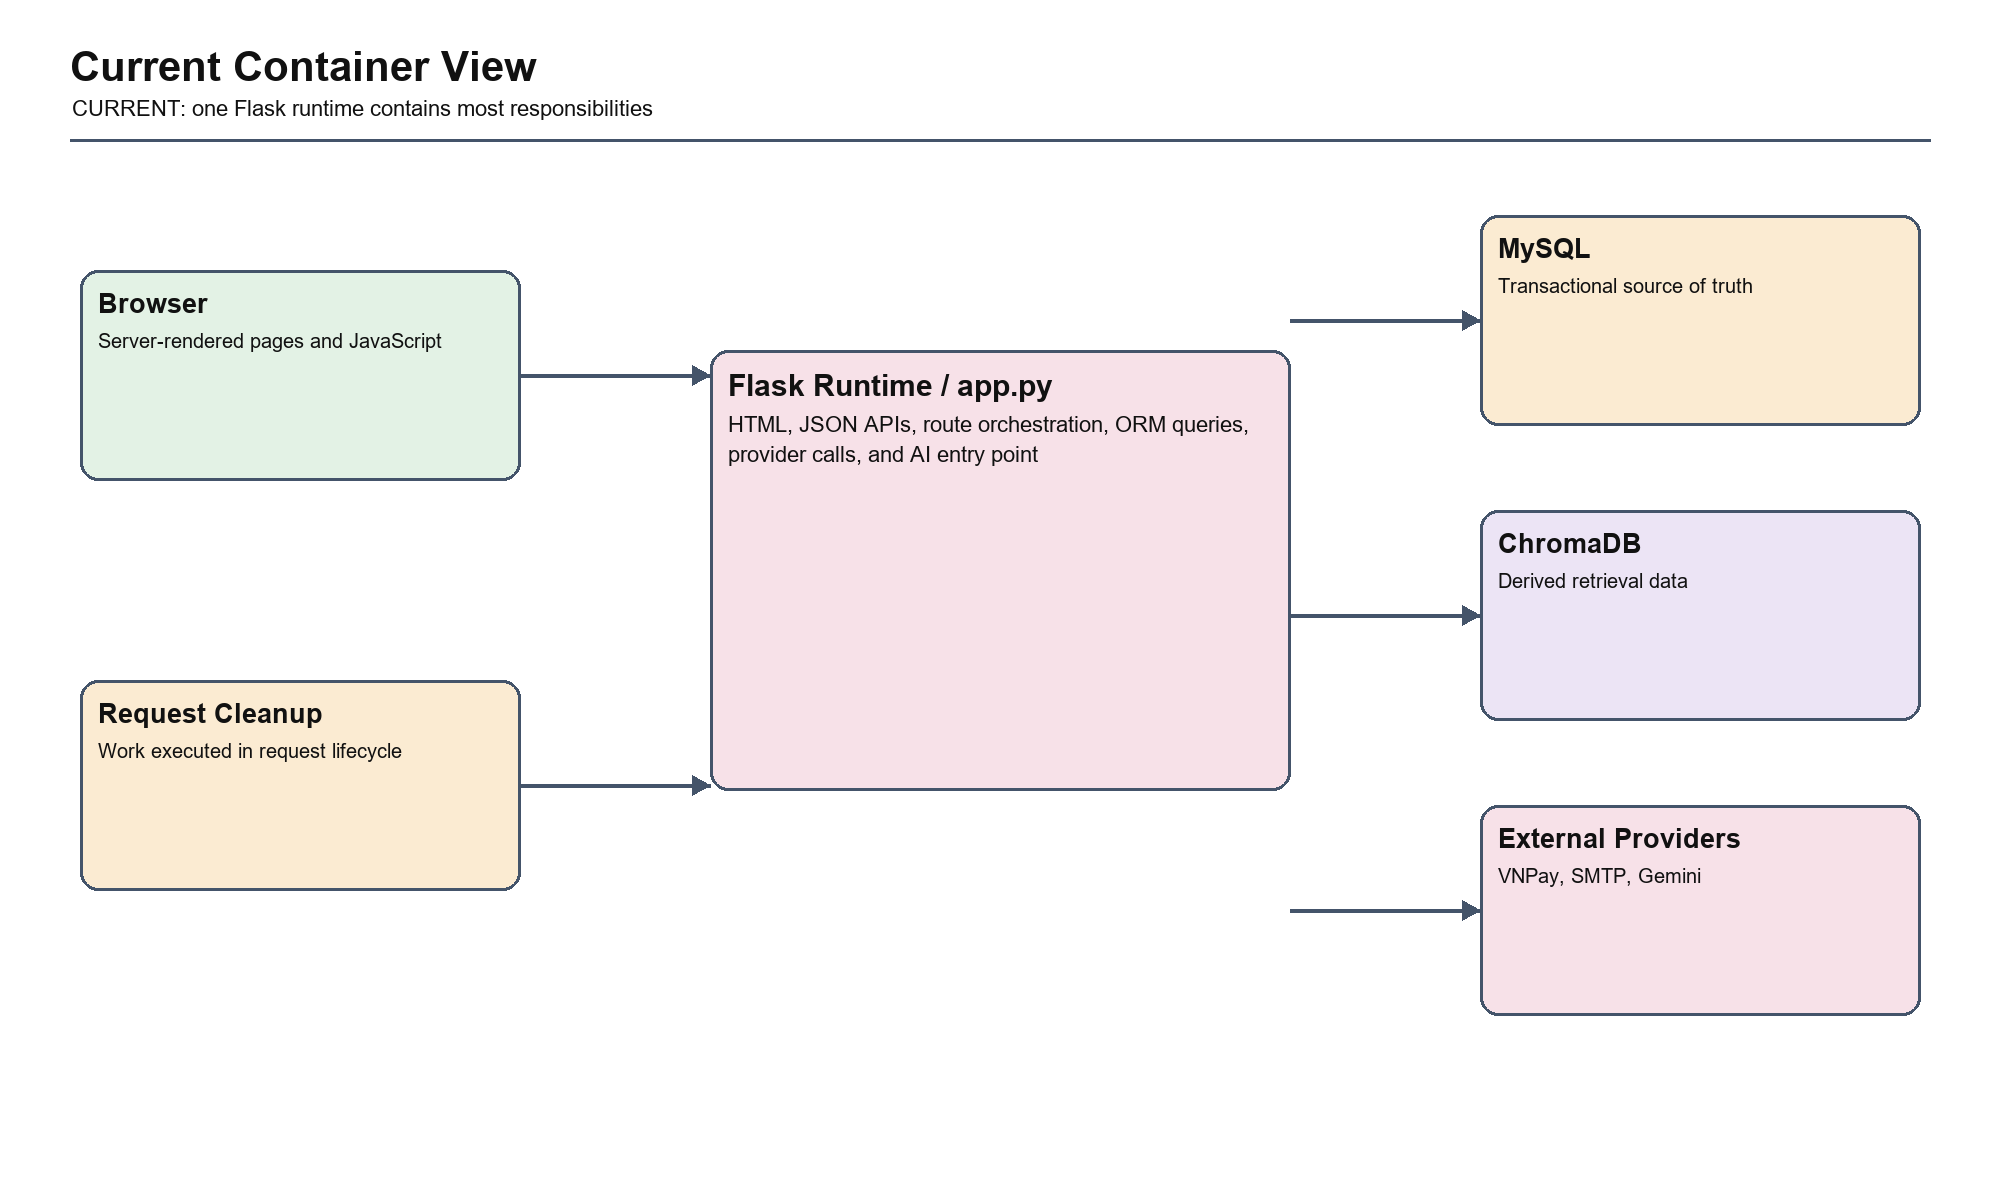 Current Container View
CURRENT: one Flask runtime contains most responsibilities
Browser
Server-rendered pages and JavaScript
Request Cleanup
Work executed in request lifecycle
Flask Runtime / app.py
HTML, JSON APIs, route orchestration, ORM queries,
provider calls, and AI entry point
MySQL
Transactional source of truth
ChromaDB
Derived retrieval data
External Providers
VNPay, SMTP, Gemini